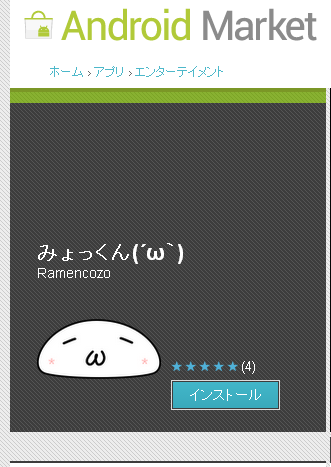 Android Market
ホーム › アプリ › エンターテイメント
みょっくん(´ω｀)
Ramencozo
ω
★★★★★(4)
インストール